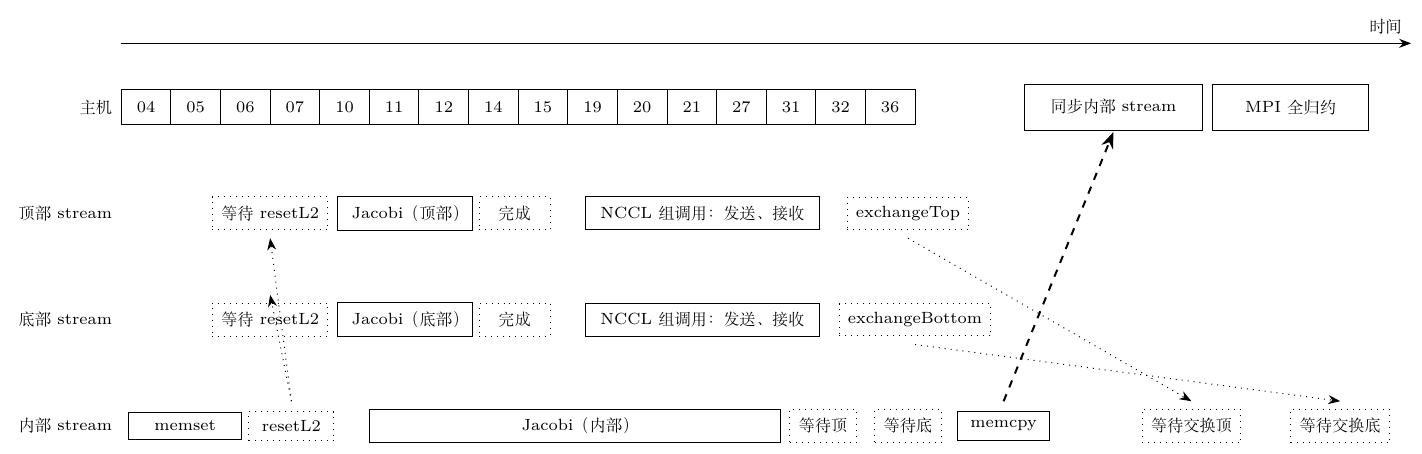 时间
主机 04 05 06 07 10 11 12 14 15 19 20 21 27 31 32 36 同步内部 stream MPI 全归约
顶部 stream 等待 resetL2 Jacobi（顶部） 完成 NCCL 组调用：发送、接收 exchangeTop
底部 stream 等待 resetL2 Jacobi（底部） 完成 NCCL 组调用：发送、接收 exchangeBottom
内部 stream memset resetL2 Jacobi（内部） 等待顶 等待底 memcpy 等待交换顶 等待交换底